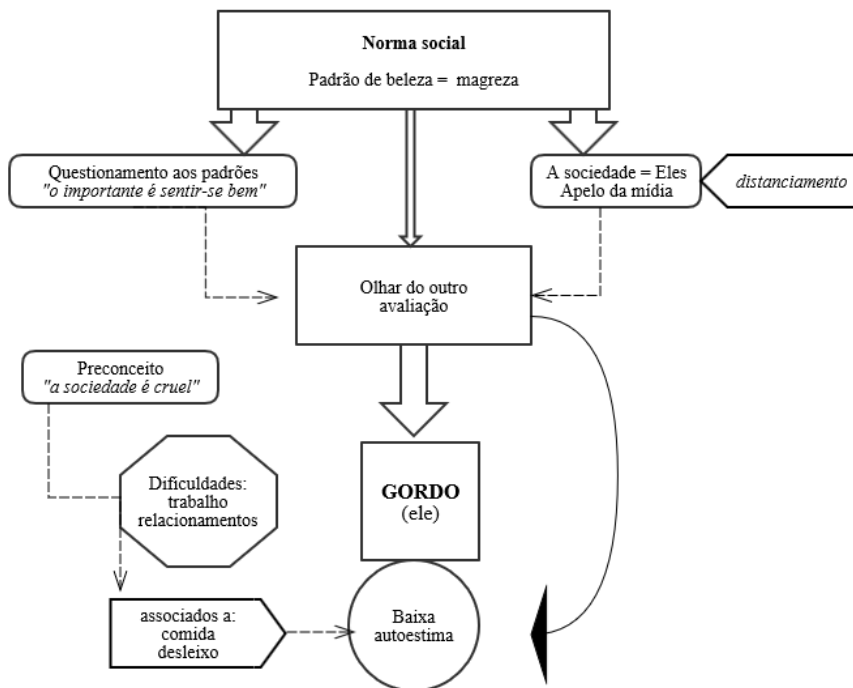 Norma social
Padrão de beleza = magreza
Questionamento aos padrões
"o importante é sentir-se bem"
A sociedade = Eles
Apelo da mídia
distanciamento
Olhar do outro
avaliação
Preconceito
"a sociedade é cruel"
Dificuldades:
trabalho
relacionamentos
GORDO
(ele)
associados a:
comida
desleixo
Baixa
autoestima